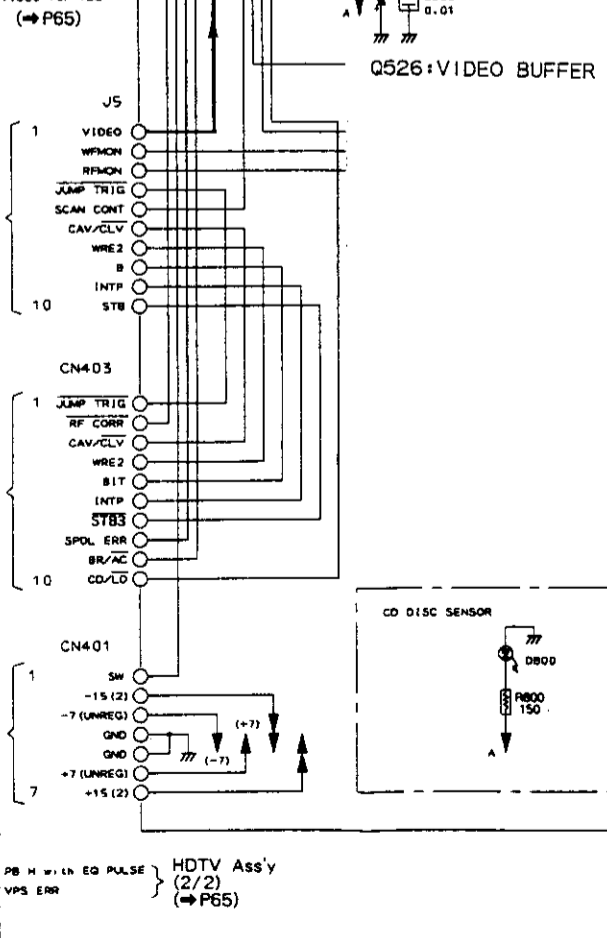 (➡P65)
0.01
Q526:VIDEO BUFFER
J5
1
VIDEO
WFMON
RFMON
JUMP TRIG
SCAN CONT
CAV/CLV
WRE2
B
INTP
10
STB
CN403
1
JUMP TRIG
RF CORR
CAV/CLV
WRE2
BIT
INTP
STB3
SPDL ERR
BR/AC
10
CD/LD
CN401
1
SW
-15(2)
-7(UNREG)
GND
GND
+7(UNREG)
7
+15(2)
(+7)
(-7)
CD DISC SENSOR
D800
R800
150
A
A
PB H with EQ PULSE
VPS ERR
HDTV Ass'y
(2/2)
(➡P65)